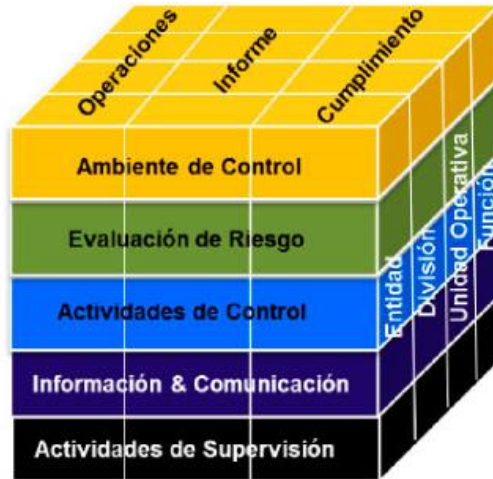 Operaciones
Informe
Cumplimiento
Ambiente de Control
Evaluación de Riesgo
Actividades de Control
Información & Comunicación
Actividades de Supervisión
Entidad
División
Unidad Operativa
Función